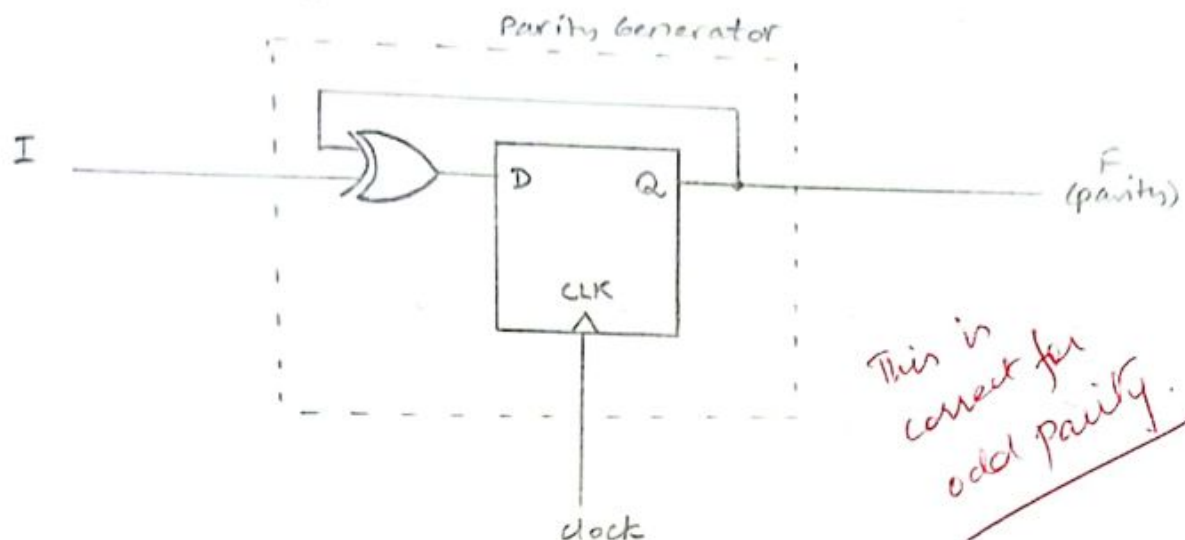 Parity Generator
I
D
Q
F
(parity)
CLK
This is
correct for
odd parity.
clock